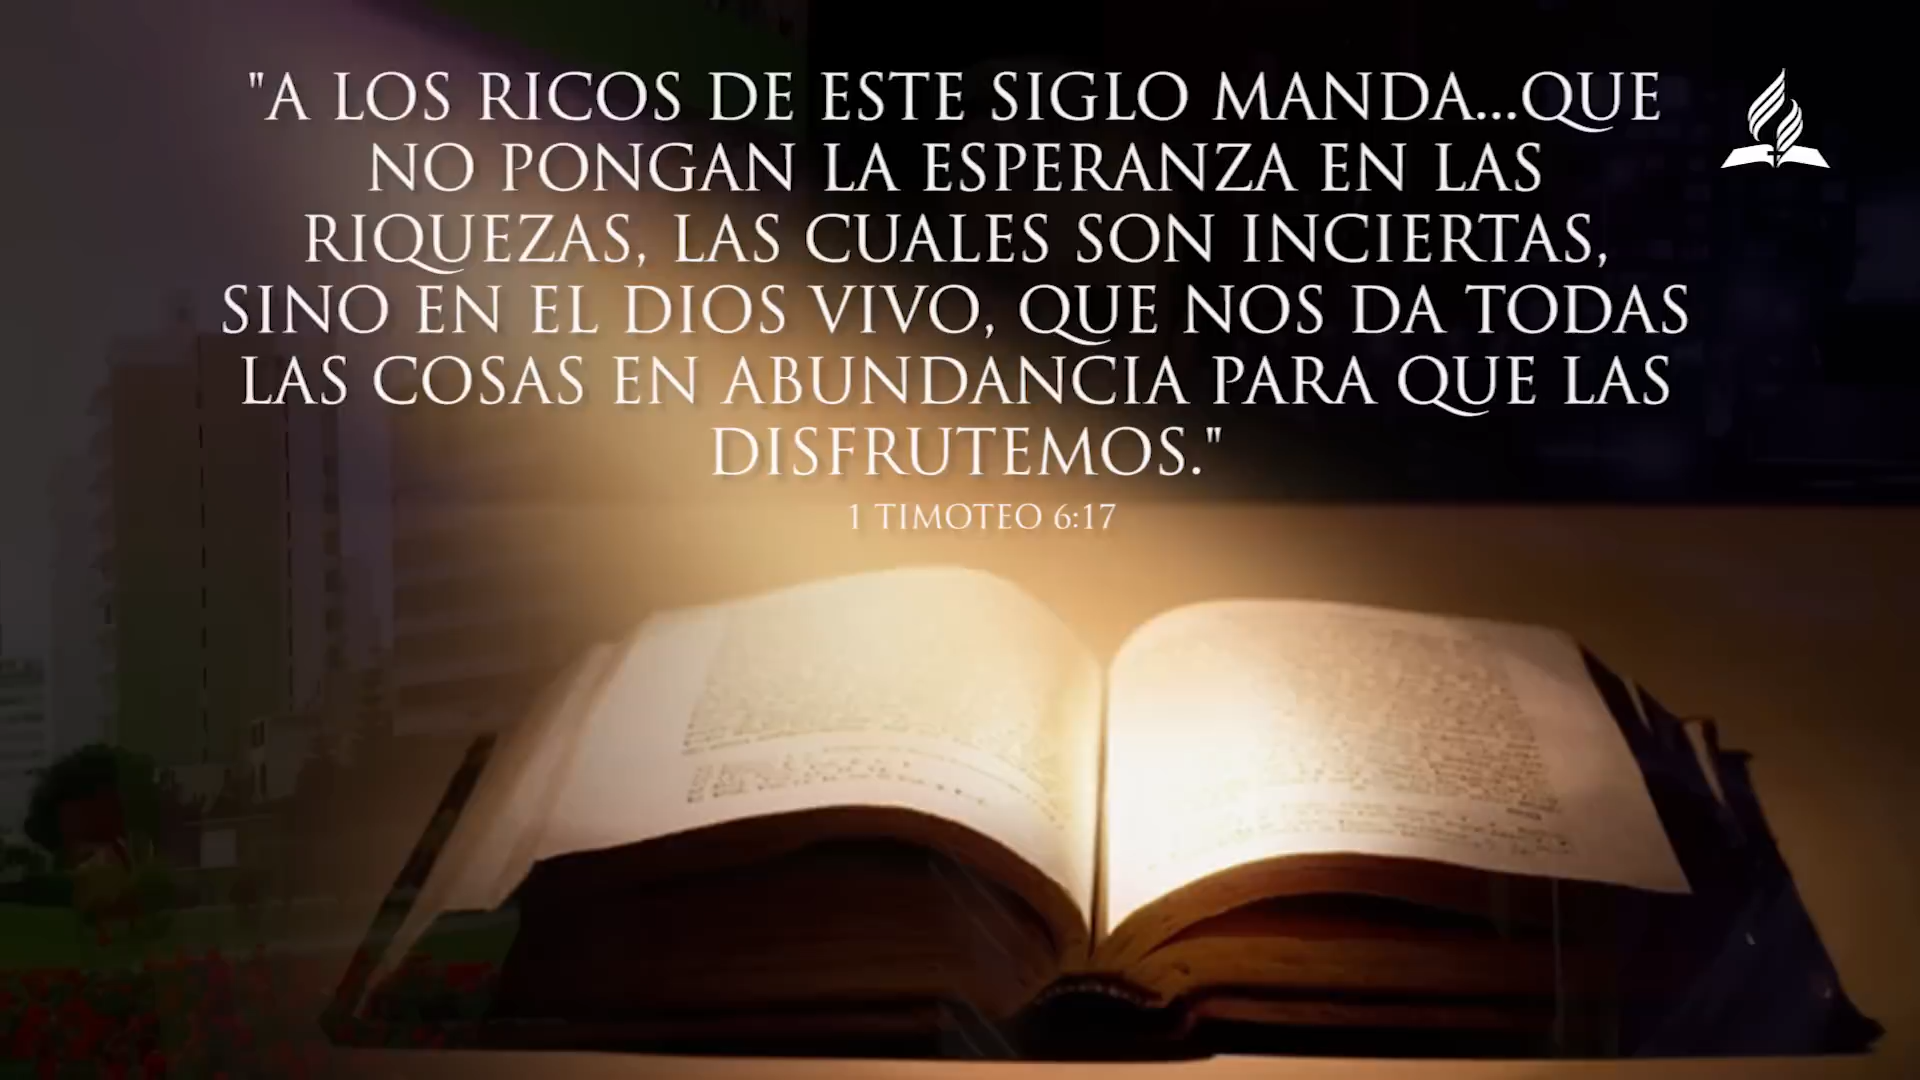 "A LOS RICOS DE ESTE SIGLO MANDA...QUE
NO PONGAN LA ESPERANZA EN LAS
RIQUEZAS, LAS CUALES SON INCIERTAS,
SINO EN EL DIOS VIVO, QUE NOS DA TODAS
LAS COSAS EN ABUNDANCIA PARA QUE LAS
DISFRUTEMOS."
1 TIMOTEO 6:17